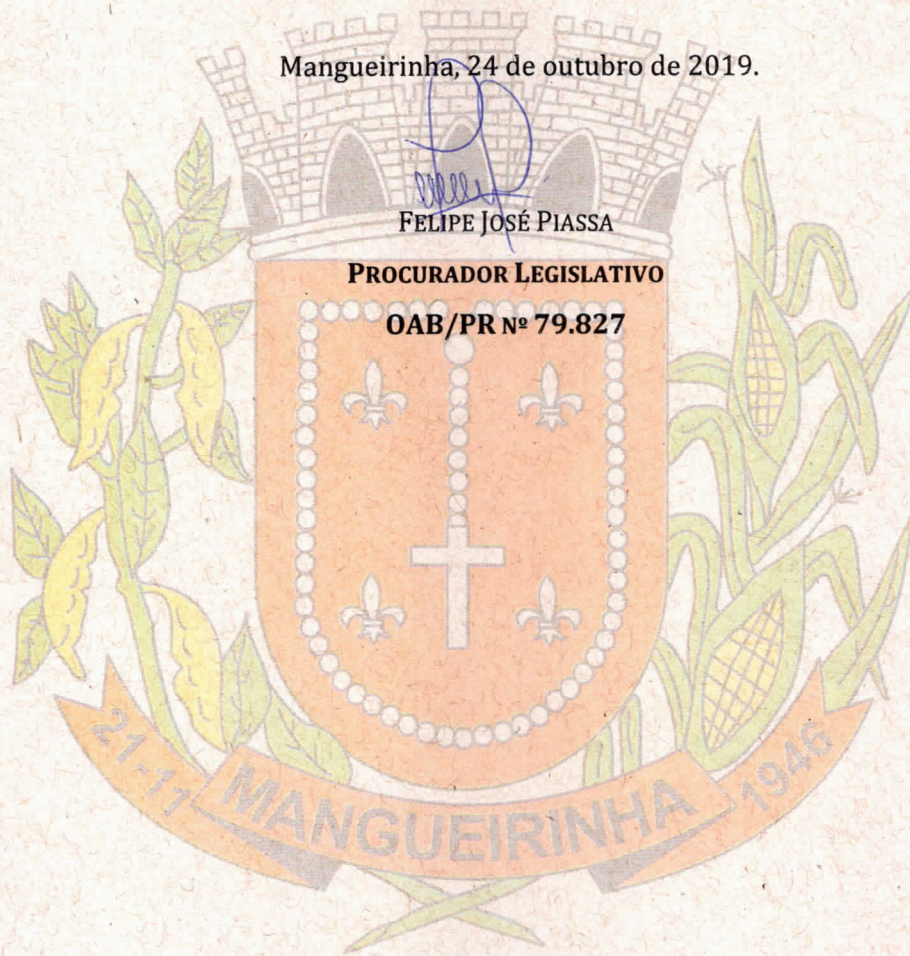 Mangueirinha, 24 de outubro de 2019.
FELIPE JOSÉ PIASSA
PROCURADOR LEGISLATIVO
OAB/PR Nº 79.827
21-11 MANGUEIRINHA 1946